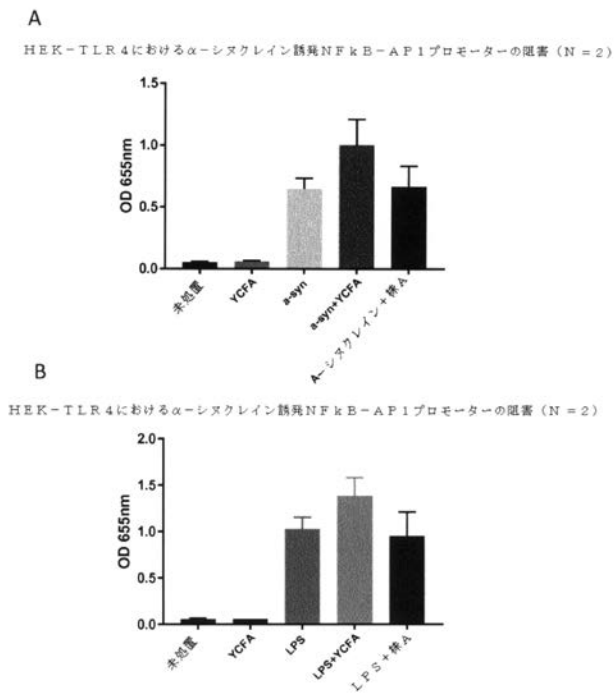 A
HEK-TLR4におけるα-シヌクレイン誘発NFkB-AP1プロモーターの阻害(N=2)
1.5
1.0
0.5
0.0
OD 655nm
未処置
YCFA
a-syn
a-syn+YCFA
A-シヌクレイン+株A
B
HEK-TLR4におけるα-シヌクレイン誘発NFkB-AP1プロモーターの阻害(N=2)
2.0
1.5
1.0
0.5
0.0
OD 655nm
未処置
YCFA
LPS
LPS+YCFA
LPS+株A